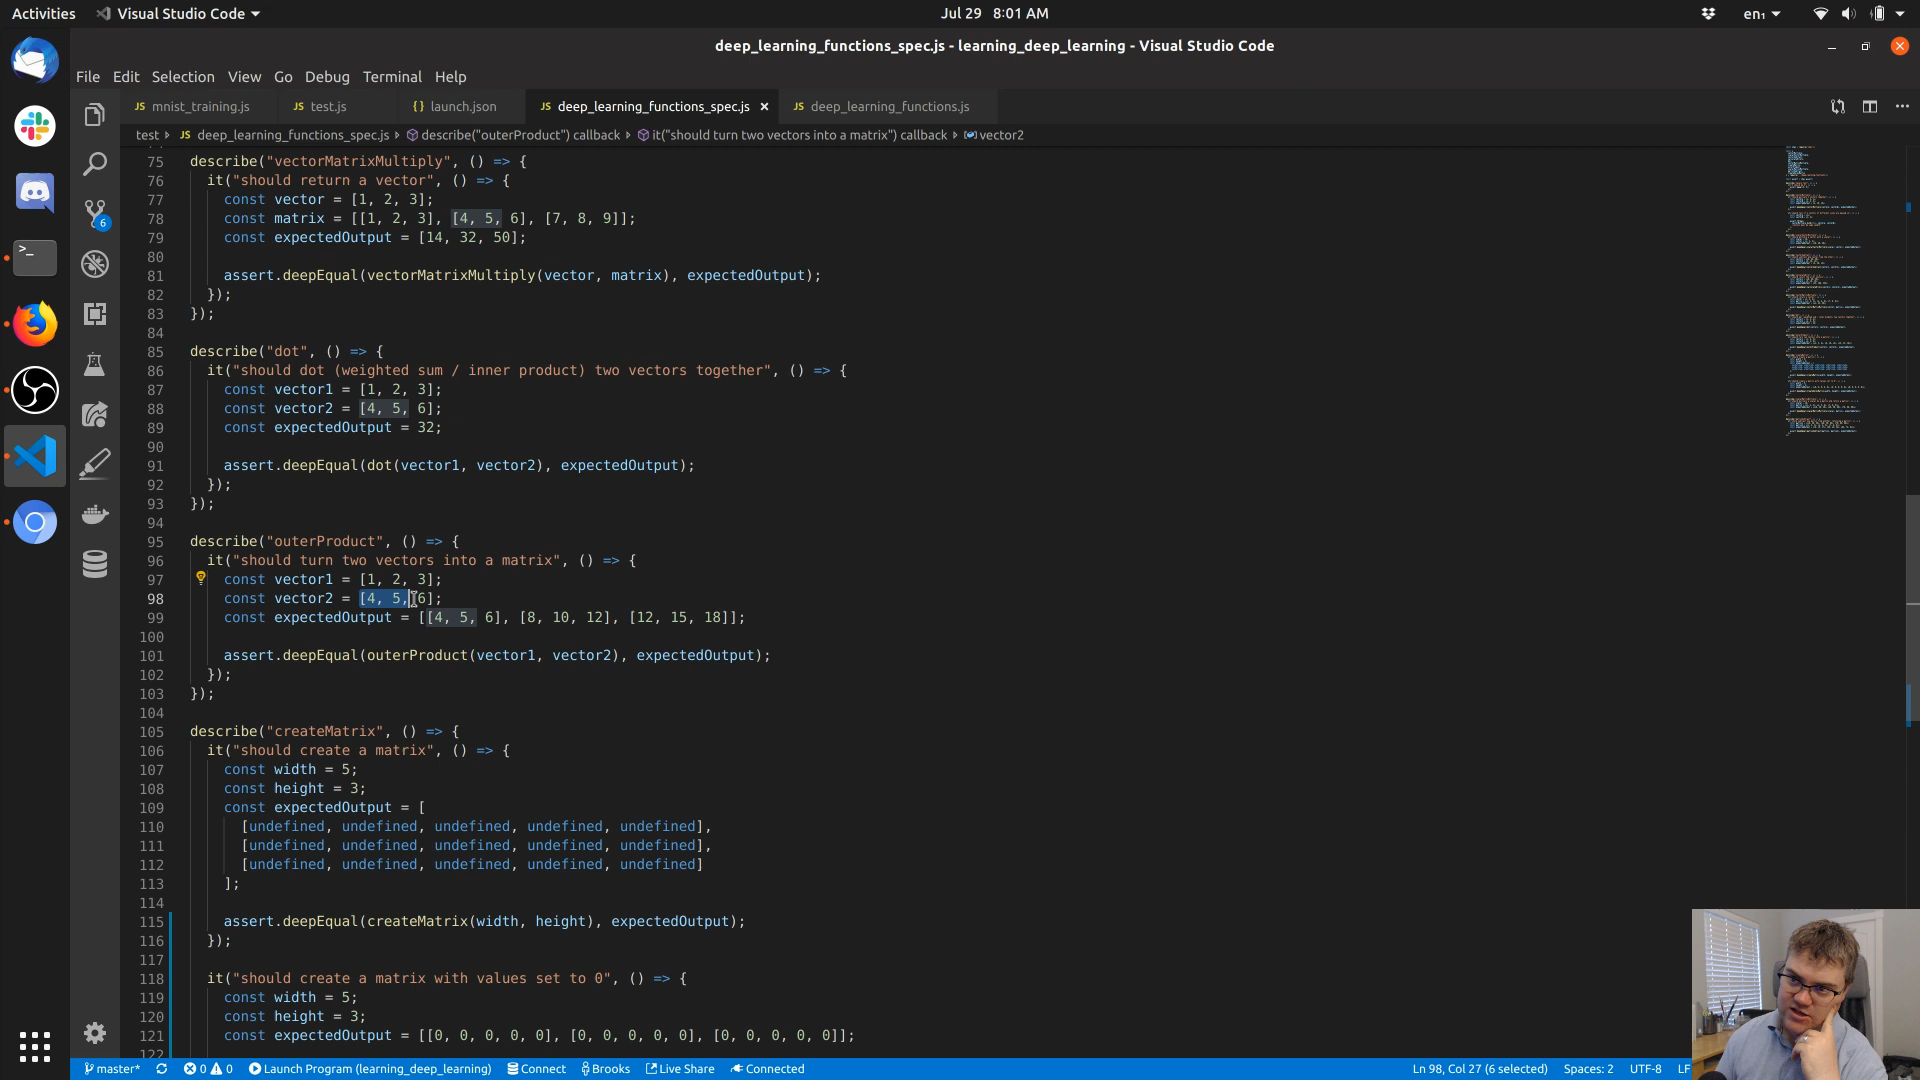 Activities Visual Studio Code Jul 29 8:01 AM en₁
deep_learning_functions_spec.js - learning_deep_learning - Visual Studio Code
File Edit Selection View Go Debug Terminal Help
JS mnist_training.js JS test.js {} launch.json JS deep_learning_functions_spec.js JS deep_learning_functions.js
test JS deep_learning_functions_spec.js describe("outerProduct") callback it("should turn two vectors into a matrix") callback vector2
75 describe("vectorMatrixMultiply", () => {
76 it("should return a vector", () => {
77 const vector = [1, 2, 3];
78 const matrix = [[1, 2, 3], [4, 5, 6], [7, 8, 9]];
79 const expectedOutput = [14, 32, 50];
80
81 assert.deepEqual(vectorMatrixMultiply(vector, matrix), expectedOutput);
82 });
83 });
84
85 describe("dot", () => {
86 it("should dot (weighted sum / inner product) two vectors together", () => {
87 const vector1 = [1, 2, 3];
88 const vector2 = [4, 5, 6];
89 const expectedOutput = 32;
90
91 assert.deepEqual(dot(vector1, vector2), expectedOutput);
92 });
93 });
94
95 describe("outerProduct", () => {
96 it("should turn two vectors into a matrix", () => {
97 const vector1 = [1, 2, 3];
98 const vector2 = [4, 5, 6];
99 const expectedOutput = [[4, 5, 6], [8, 10, 12], [12, 15, 18]];
100
101 assert.deepEqual(outerProduct(vector1, vector2), expectedOutput);
102 });
103 });
104
105 describe("createMatrix", () => {
106 it("should create a matrix", () => {
107 const width = 5;
108 const height = 3;
109 const expectedOutput = [
110 [undefined, undefined, undefined, undefined, undefined],
111 [undefined, undefined, undefined, undefined, undefined],
112 [undefined, undefined, undefined, undefined, undefined]
113 ];
114
115 assert.deepEqual(createMatrix(width, height), expectedOutput);
116 });
117
118 it("should create a matrix with values set to 0", () => {
119 const width = 5;
120 const height = 3;
121 const expectedOutput = [[0, 0, 0, 0, 0], [0, 0, 0, 0, 0], [0, 0, 0, 0, 0]];
122
6
master* 0 0 Launch Program (learning_deep_learning) Connect Brooks Live Share Connected Ln 98, Col 27 (6 selected) Spaces: 2 UTF-8 LF